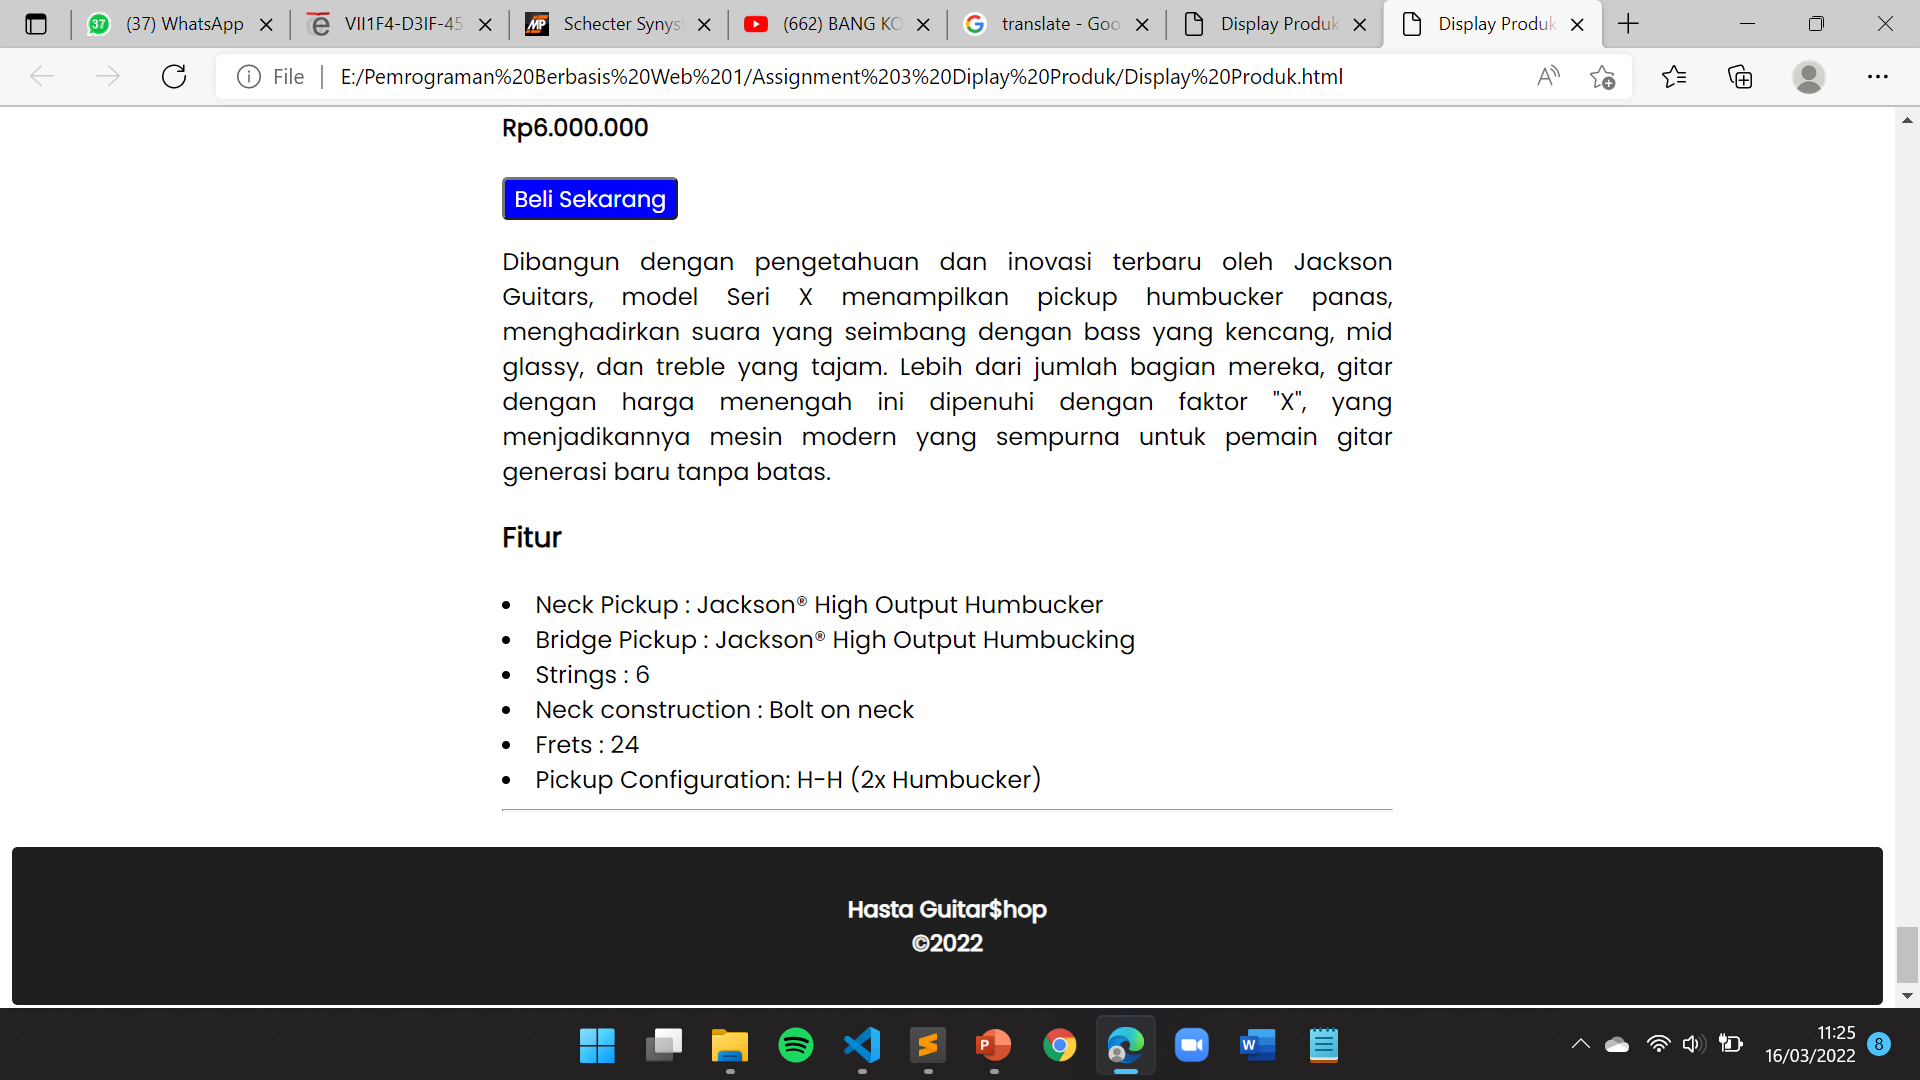 (37) WhatsApp
VII1F4-D3IF-45
Schecter Synys
(662) BANG KO
translate - Goo
Display Produk
Display Produk
File
E:/Pemrograman%20Berbasis%20Web%201/Assignment%203%20Diplay%20Produk/Display%20Produk.html
Rp6.000.000
Beli Sekarang
Dibangun dengan pengetahuan dan inovasi terbaru oleh Jackson
Guitars, model Seri X menampilkan pickup humbucker panas,
menghadirkan suara yang seimbang dengan bass yang kencang, mid
glassy, dan treble yang tajam. Lebih dari jumlah bagian mereka, gitar
dengan harga menengah ini dipenuhi dengan faktor "X", yang
menjadikannya mesin modern yang sempurna untuk pemain gitar
generasi baru tanpa batas.
Fitur
• Neck Pickup : Jackson® High Output Humbucker
• Bridge Pickup : Jackson® High Output Humbucking
• Strings : 6
• Neck construction : Bolt on neck
• Frets : 24
• Pickup Configuration: H-H (2x Humbucker)
Hasta Guitar$hop
©2022
11:25
16/03/2022
8